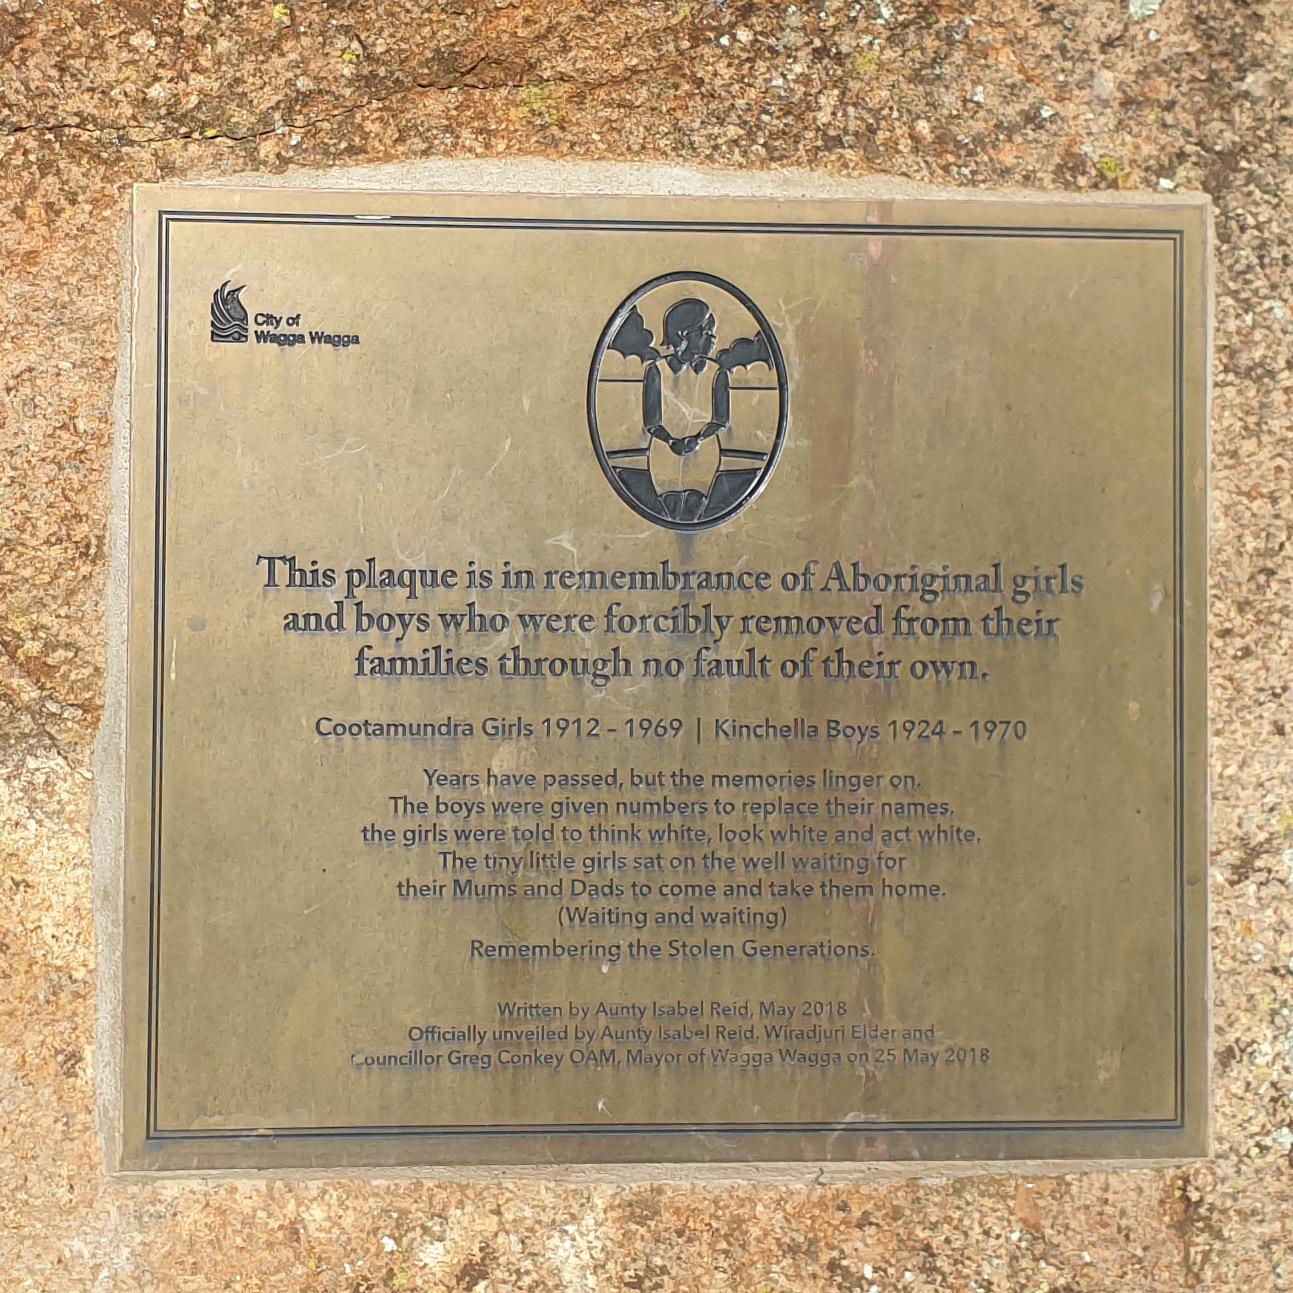 City of
Wagga Wagga
This plaque is in remembrance of Aboriginal girls
and boys who were forcibly removed from their
families through no fault of their own.
Cootamundra Girls 1912 - 1969 | Kinchella Boys 1924 - 1970
Years have passed, but the memories linger on.
The boys were given numbers to replace their names.
the girls were told to think white, look white and act white.
The tiny little girls sat on the well waiting for
their Mums and Dads to come and take them home.
(Waiting and waiting)
Remembering the Stolen Generations.
Written by Aunty Isabel Reid, May 2018
Officially unveiled by Aunty Isabel Reid, Wiradjuri Elder and
Councillor Greg Conkey OAM, Mayor of Wagga Wagga on 25 May 2018